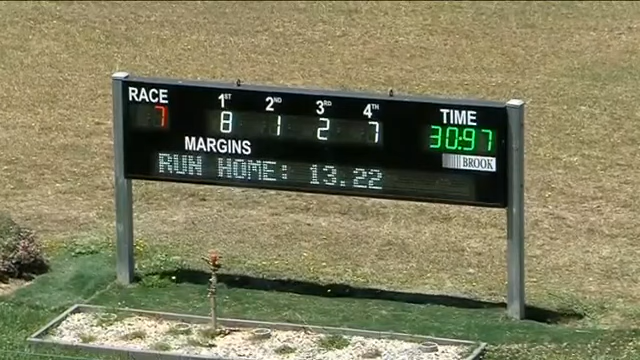 RACE 1ST 2ND 3RD 4TH TIME
7 8 1 2 7 30:97
MARGINS BROOK
RUN HOME: 13.22